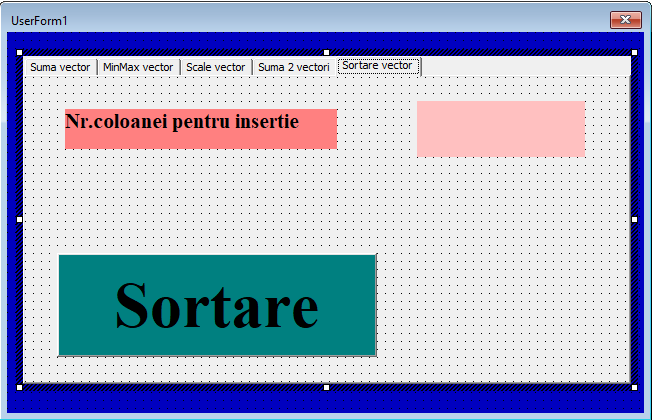 UserForm1
Suma vector MinMax vector Scale vector Suma 2 vectori Sortare vector
Nr.coloanei pentru insertie
Sortare